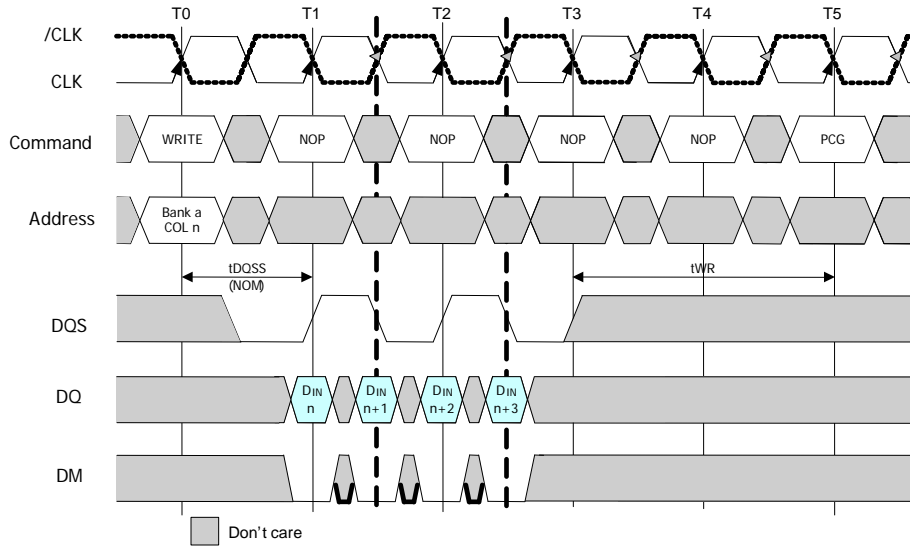 T0 T1 T2 T3 T4 T5
/CLK
CLK
Command WRITE NOP NOP NOP NOP PCG
Address Bank a
COL n
tDQSS
(NOM)
tWR
DQS
DQ DIN DIN DIN DIN
n n+1 n+2 n+3
DM
Don't care